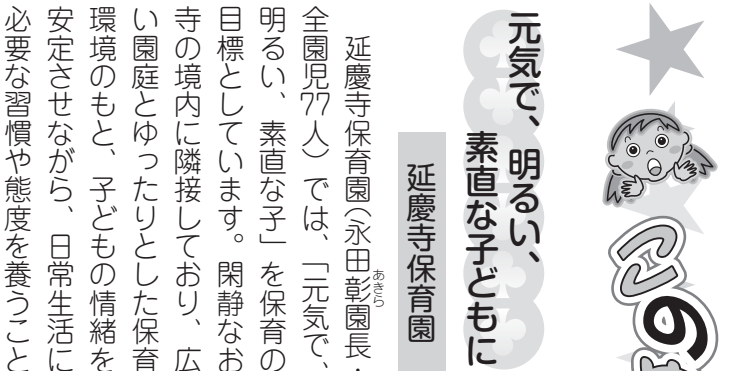 この
元気で、明るい、
素直な子どもに
延慶寺保育園
延慶寺保育園(永田彰園長・
あきら
全園児77人)では、「元気で、
明るい、素直な子」を保育の
目標としています。閑静なお
寺の境内に隣接しており、広
い園庭とゆったりとした保育
環境のもと、子どもの情緒を
安定させながら、日常生活に
必要な習慣や態度を養うこと